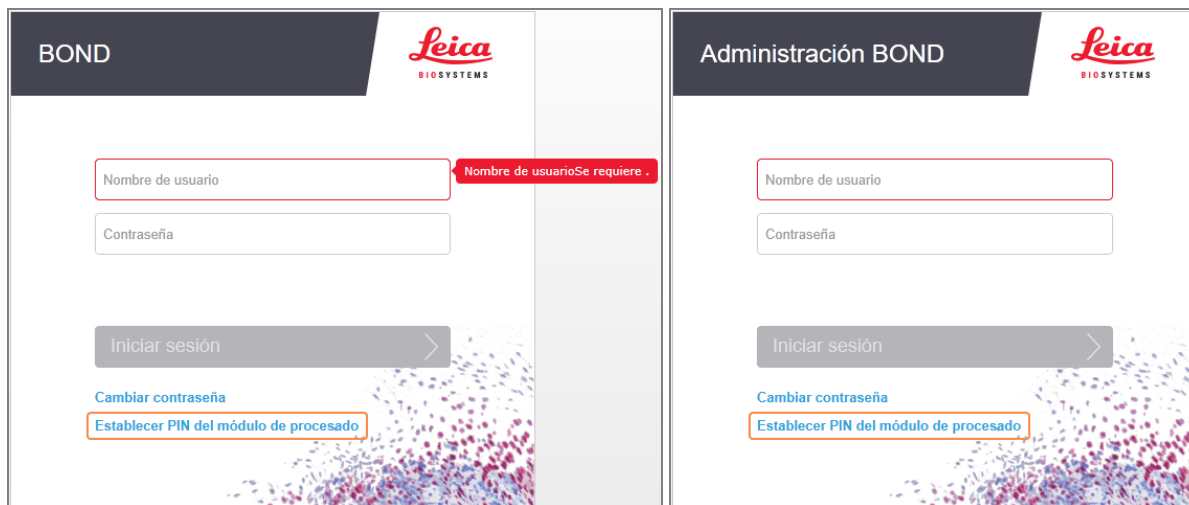 BOND
Leica
BIOSYSTEMS
Nombre de usuario
Nombre de usuarioSe requiere .
Contraseña
Iniciar sesión
Cambiar contraseña
Establecer PIN del módulo de procesado
Administración BOND
Leica
BIOSYSTEMS
Nombre de usuario
Contraseña
Iniciar sesión
Cambiar contraseña
Establecer PIN del módulo de procesado